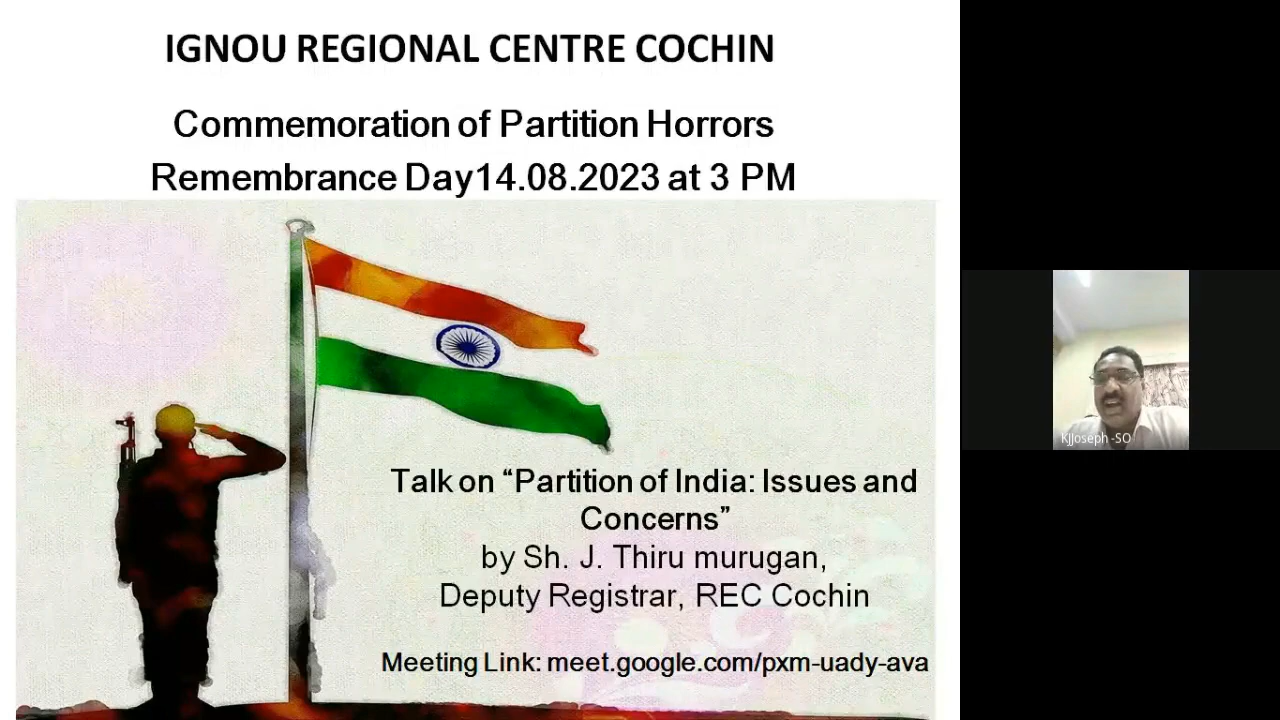 IGNOU REGIONAL CENTRE COCHIN
Commemoration of Partition Horrors
Remembrance Day14.08.2023 at 3 PM
Talk on “Partition of India: Issues and
Concerns”
by Sh. J. Thiru murugan,
Deputy Registrar, REC Cochin
Meeting Link: meet.google.com/pxm-uady-ava
KJJoseph -SO